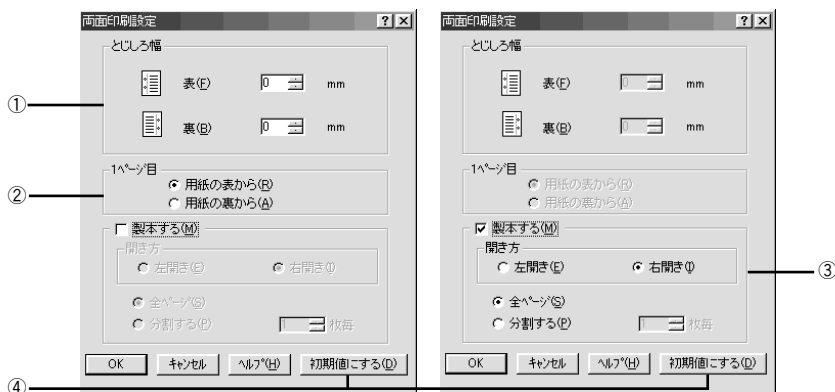 両面印刷設定
とじしろ幅
表(F) 0 mm
裏(B) 0 mm
1ページ目
用紙の表から(R)
用紙の裏から(A)
製本する(M)
開き方
左開き(E) 右開き(I)
全ページ(S)
分割する(P) 1 枚毎
OK キャンセル ヘルプ(H) 初期値にする(D)
両面印刷設定
とじしろ幅
表(F) 0 mm
裏(B) 0 mm
1ページ目
用紙の表から(R)
用紙の裏から(A)
製本する(M)
開き方
左開き(E) 右開き(I)
全ページ(S)
分割する(P) 1 枚毎
OK キャンセル ヘルプ(H) 初期値にする(D)
①
②
③
④